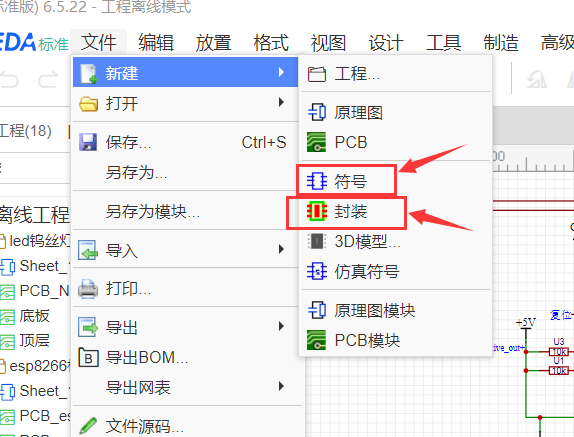 标准版) 6.5.22 - 工程离线模式
EDA 标准
文件 编辑 放置 格式 视图 设计 工具 制造 高级
新建
打开
保存... Ctrl+S
另存为...
另存为模块...
导入
打印...
导出
导出BOM...
导出网表
文件源码...
工程...
原理图
PCB
符号
封装
3D模型...
仿真符号
原理图模块
PCB模块
工程(18)
离线工程
led钨丝灯
Sheet_1
PCB_N
底板
顶层
esp8266
Sheet_
PCB_es
00
复位
+5V
ive_out+
U3
10k
U1
10k